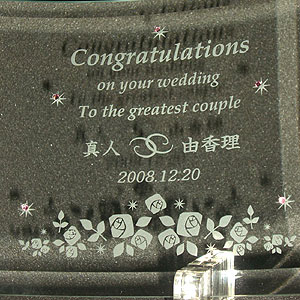 Congratulations
on your wedding
To the greatest couple
真人 由香理
2008.12.20